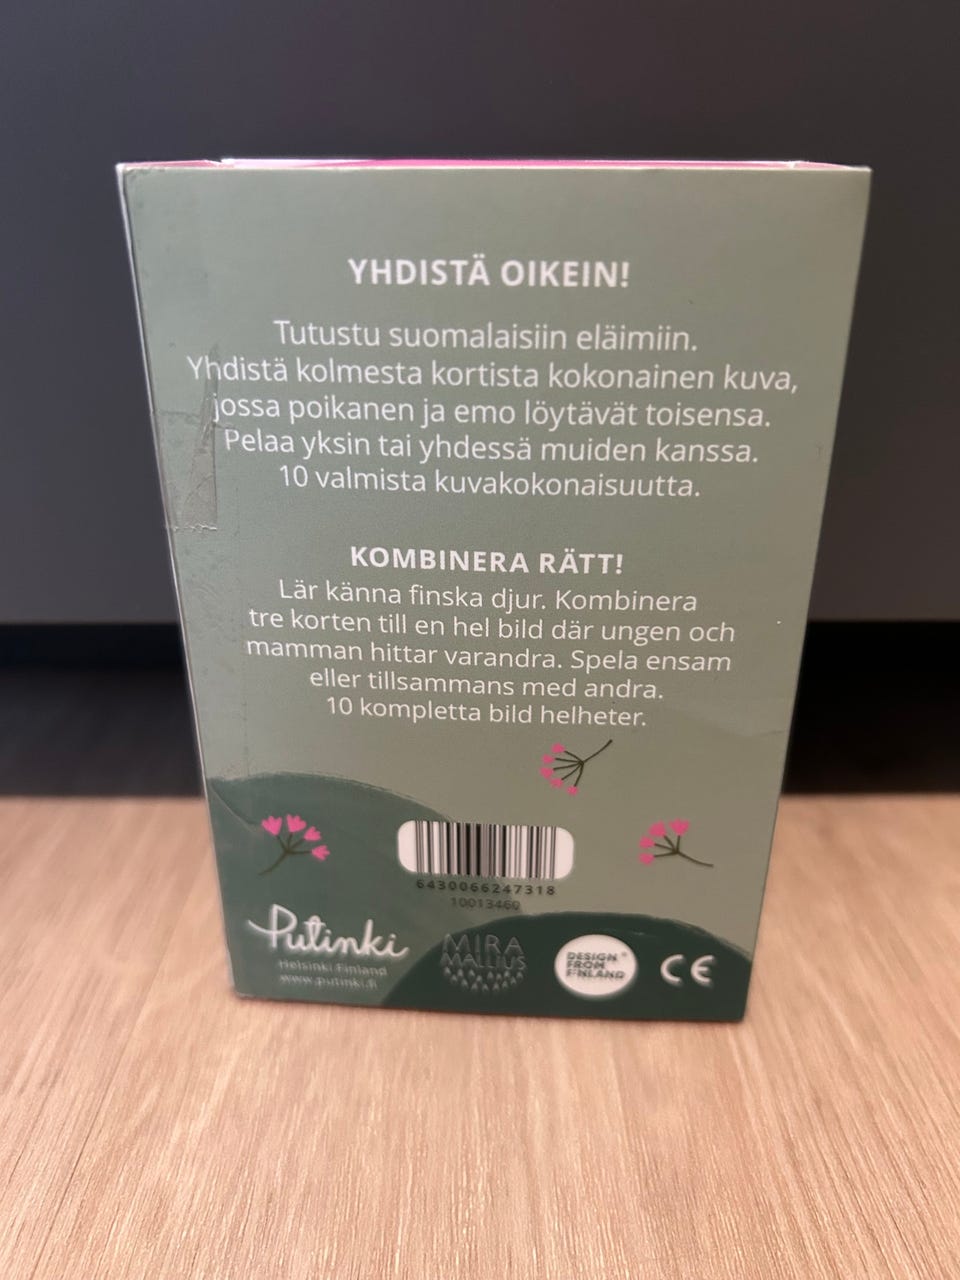 YHDISTÄ OIKEIN!
Tutustu suomalaisiin eläimiin.
Yhdistä kolmesta kortista kokonainen kuva,
jossa poikanen ja emo löytävät toisensa.
Pelaa yksin tai yhdessä muiden kanssa.
10 valmista kuvakokonaisuutta.
KOMBINERA RÄTT!
Lär känna finska djur. Kombinera
tre korten till en hel bild där ungen och
mamman hittar varandra. Spela ensam
eller tillsammans med andra.
10 kompletta bild helheter.
6430066247318
10013460
Putinki
Helsinki Finland
www.putinki.fi
MIRA
MALLIUS
DESIGN
FROM
FINLAND
CE